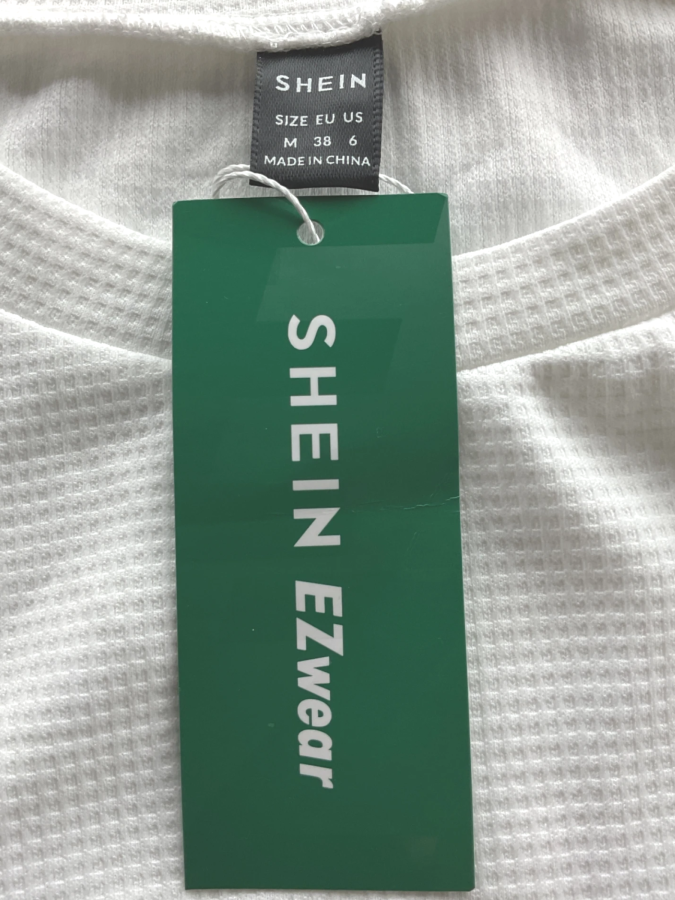 SHEIN
SIZE EU US
M 38 6
MADE IN CHINA
SHEIN EZwear